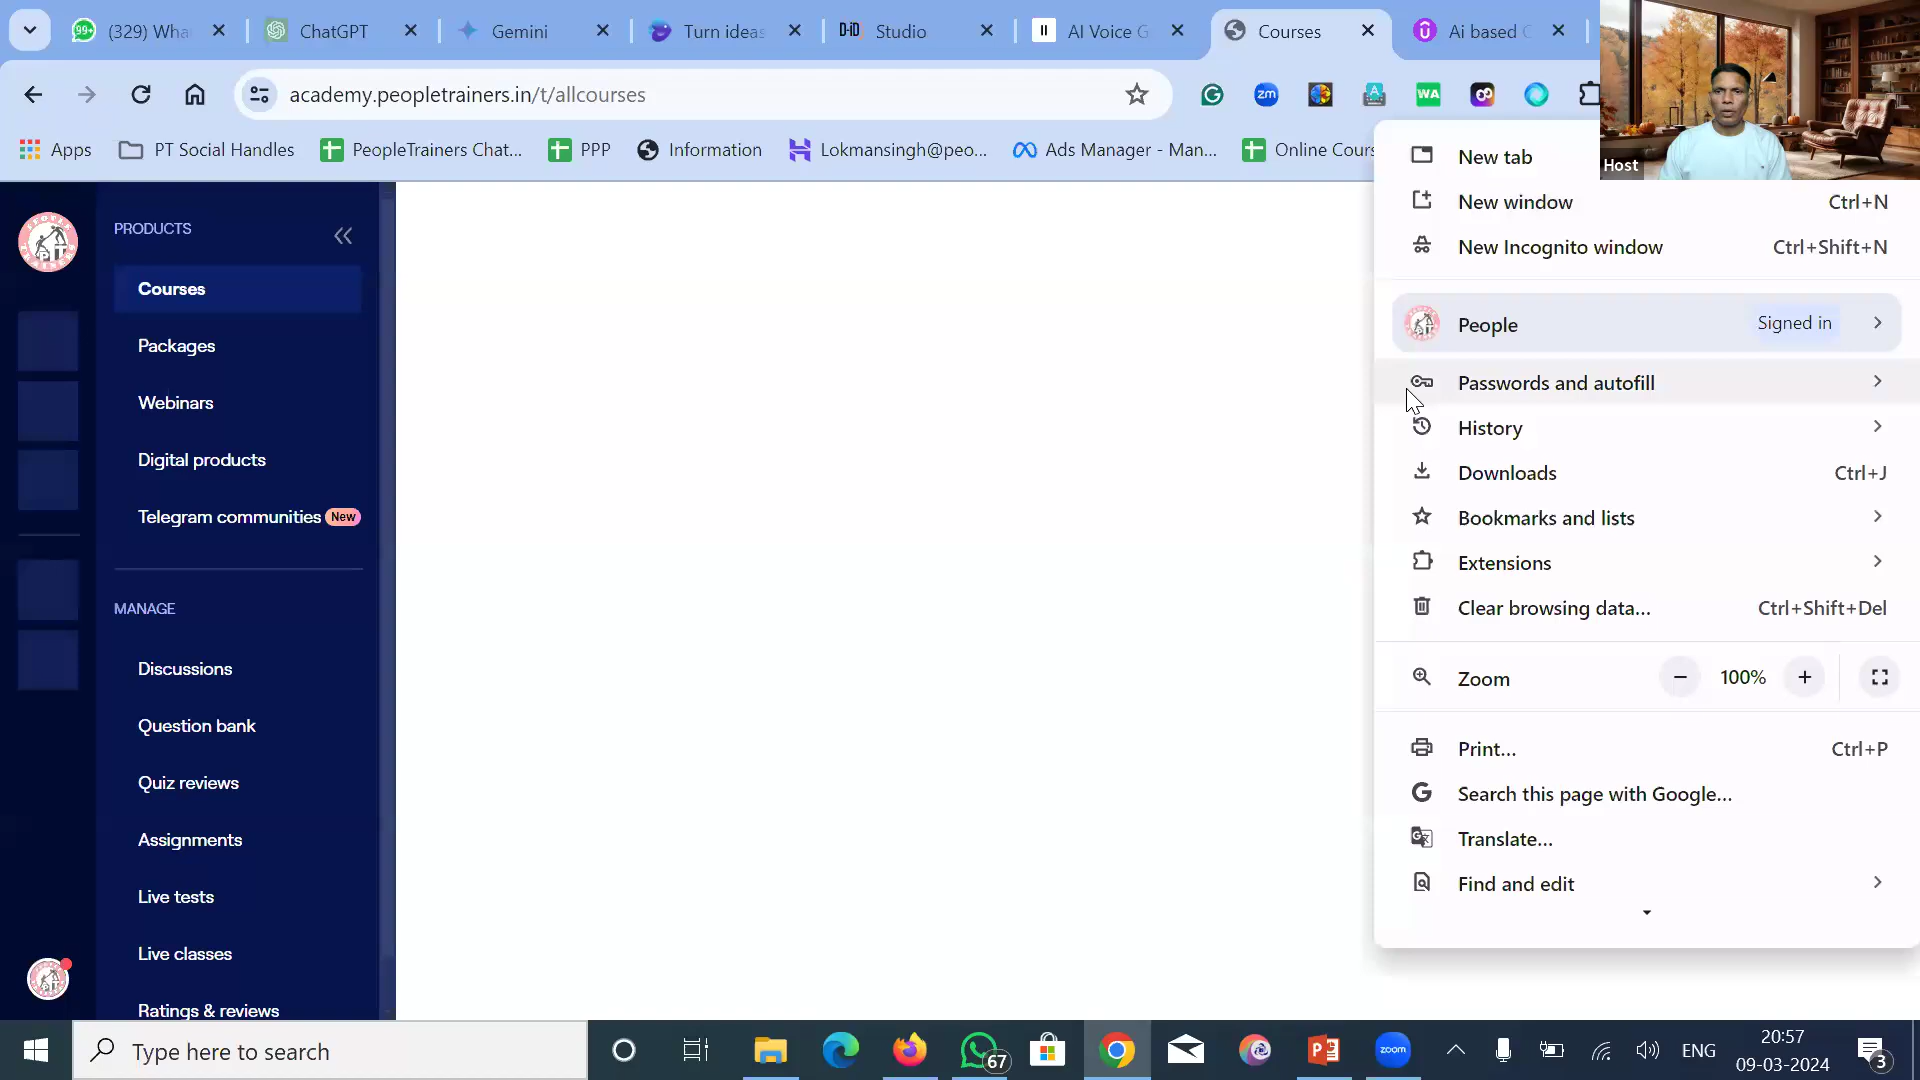 (329) Wha
ChatGPT
Gemini
Turn ideas
D-iD
Studio
AI Voice G
Courses
Ai based C
99+
academy.peopletrainers.in/t/allcourses
zm
WA
Apps
PT Social Handles
PeopleTrainers Chat...
PPP
Information
Lokmansingh@peo...
Ads Manager - Man...
Online Cours
Host
PRODUCTS
Courses
Packages
Webinars
Digital products
Telegram communities New
MANAGE
Discussions
Question bank
Quiz reviews
Assignments
Live tests
Live classes
Ratings & reviews
New tab
New window Ctrl+N
New Incognito window Ctrl+Shift+N
People Signed in
Passwords and autofill
History
Downloads Ctrl+J
Bookmarks and lists
Extensions
Clear browsing data... Ctrl+Shift+Del
Zoom 100%
Print... Ctrl+P
Search this page with Google...
Translate...
Find and edit
Type here to search
67
zoom
ENG
20:57
09-03-2024
3